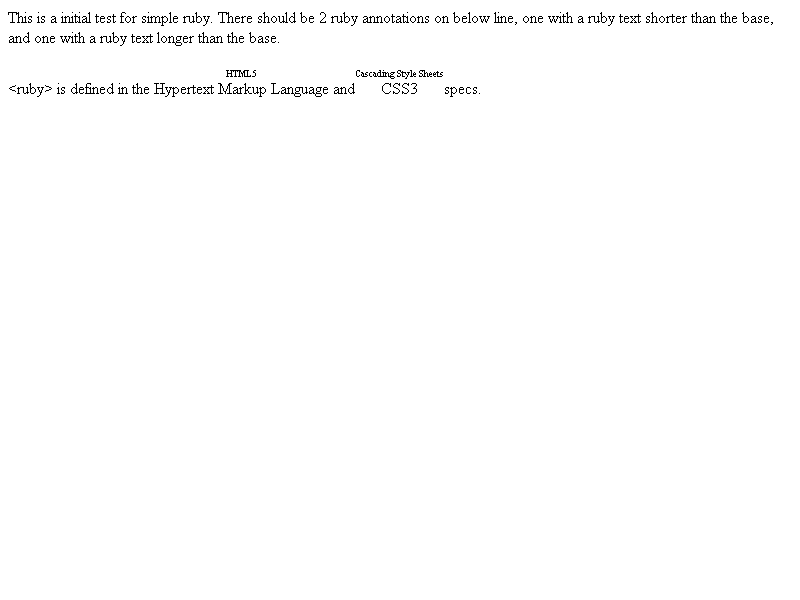 This is a initial test for simple ruby. There should be 2 ruby annotations on below line, one with a ruby text shorter than the base,
and one with a ruby text longer than the base.
HTML5 Cascading Style Sheets
<ruby> is defined in the Hypertext Markup Language and CSS3 specs.